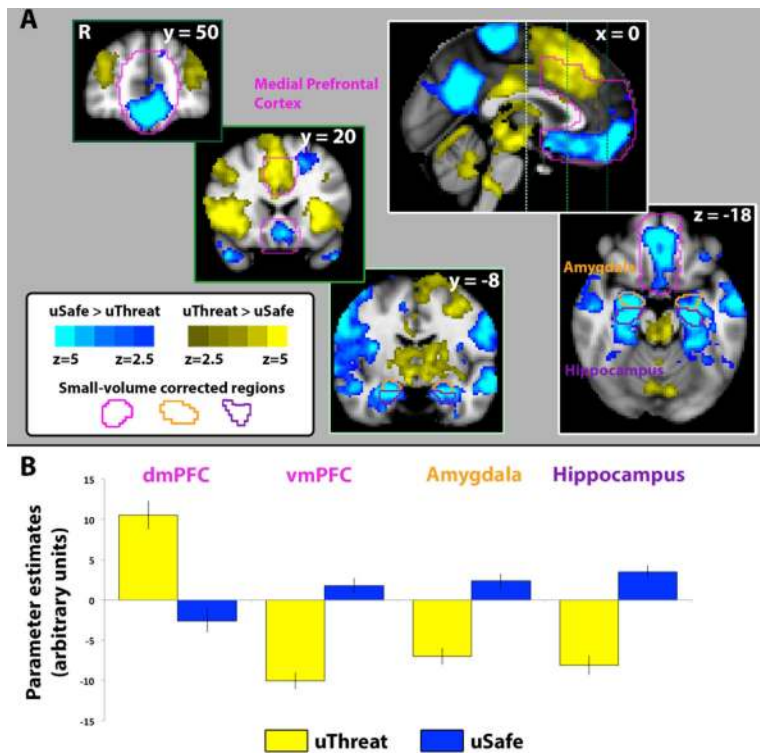 A
R
y = 50
x = 0
Medial Prefrontal
Cortex
y = 20
z = -18
Amygdala
y = -8
uSafe > uThreat
uThreat > uSafe
z=5
z=2.5
z=2.5
z=5
Small-volume corrected regions
Hippocampus
B
dmPFC
vmPFC
Amygdala
Hippocampus
Parameter estimates
(arbitrary units)
15
10
5
0
-5
-10
-15
uThreat
uSafe